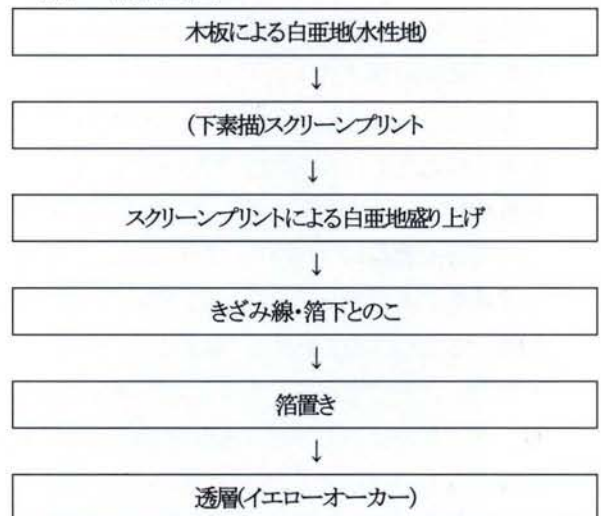 木板による白亜地(水性地)
↓
(下素描)スクリーンプリント
↓
スクリーンプリントによる白亜地盛り上げ
↓
きざみ線・箔下とのこ
↓
箔置き
↓
透層(イエローオーカー)